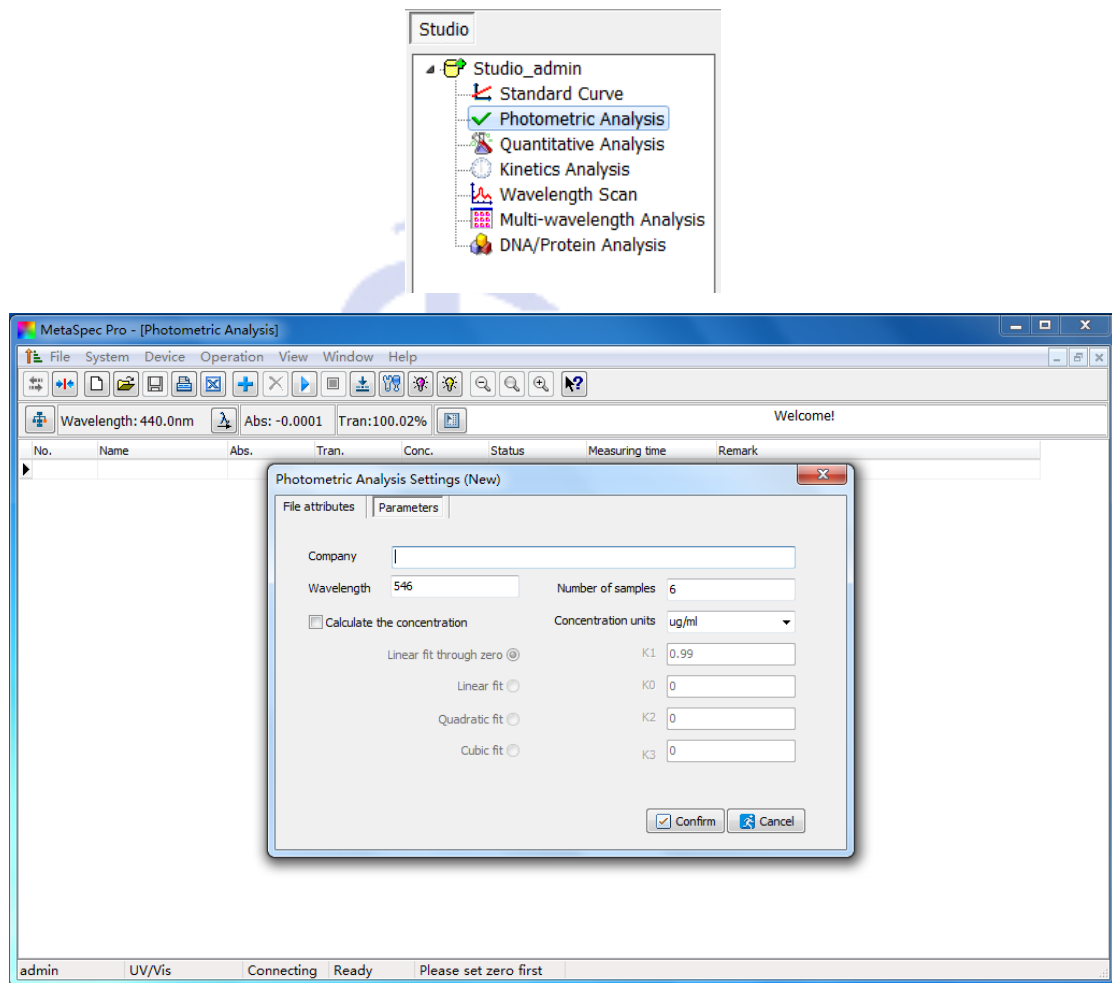 Studio
Studio_admin
Standard Curve
Photometric Analysis
Quantitative Analysis
Kinetics Analysis
Wavelength Scan
Multi-wavelength Analysis
DNA/Protein Analysis
MetaSpec Pro - [Photometric Analysis]
File System Device Operation View Window Help
Wavelength: 440.0nm λ Abs: -0.0001 Tran:100.02% Welcome!
No. Name Abs. Tran. Conc. Status Measuring time Remark
Photometric Analysis Settings (New)
File attributes Parameters
Company
Wavelength 546 Number of samples 6
Calculate the concentration Concentration units ug/ml
Linear fit through zero K1 0.99
Linear fit K0 0
Quadratic fit K2 0
Cubic fit K3 0
Confirm Cancel
admin UV/Vis Connecting Ready Please set zero first